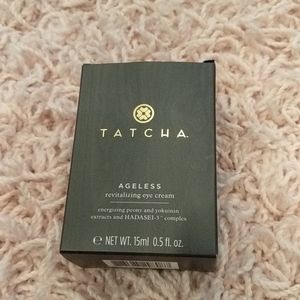 TATCHA.
AGELESS
revitalizing eye cream
energizing peony and yokuinin
extracts and HADASEI-3™ complex
℮ NET WT. 15ml 0.5 fl. oz.